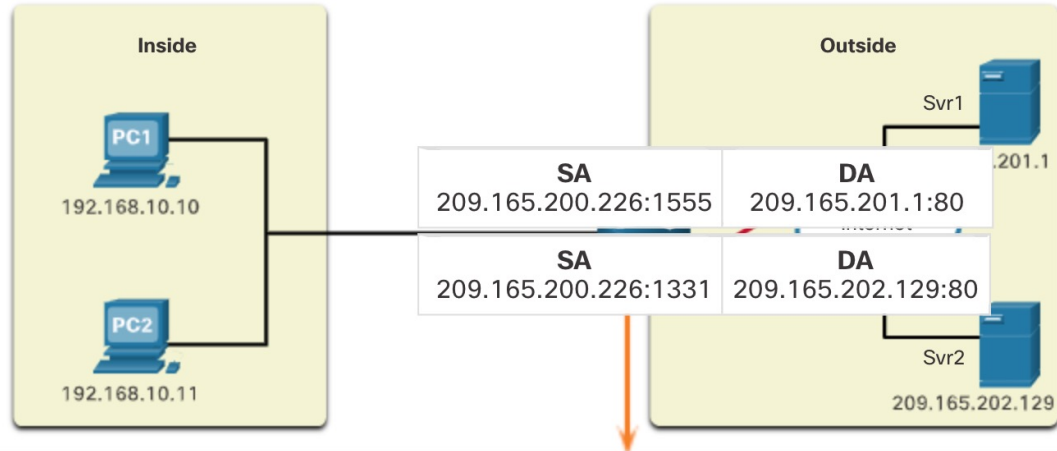 Inside
Outside
PC1
192.168.10.10
Svr1
.201.1
SA
DA
209.165.200.226:1555
209.165.201.1:80
SA
DA
209.165.200.226:1331
209.165.202.129:80
PC2
192.168.10.11
Svr2
209.165.202.129